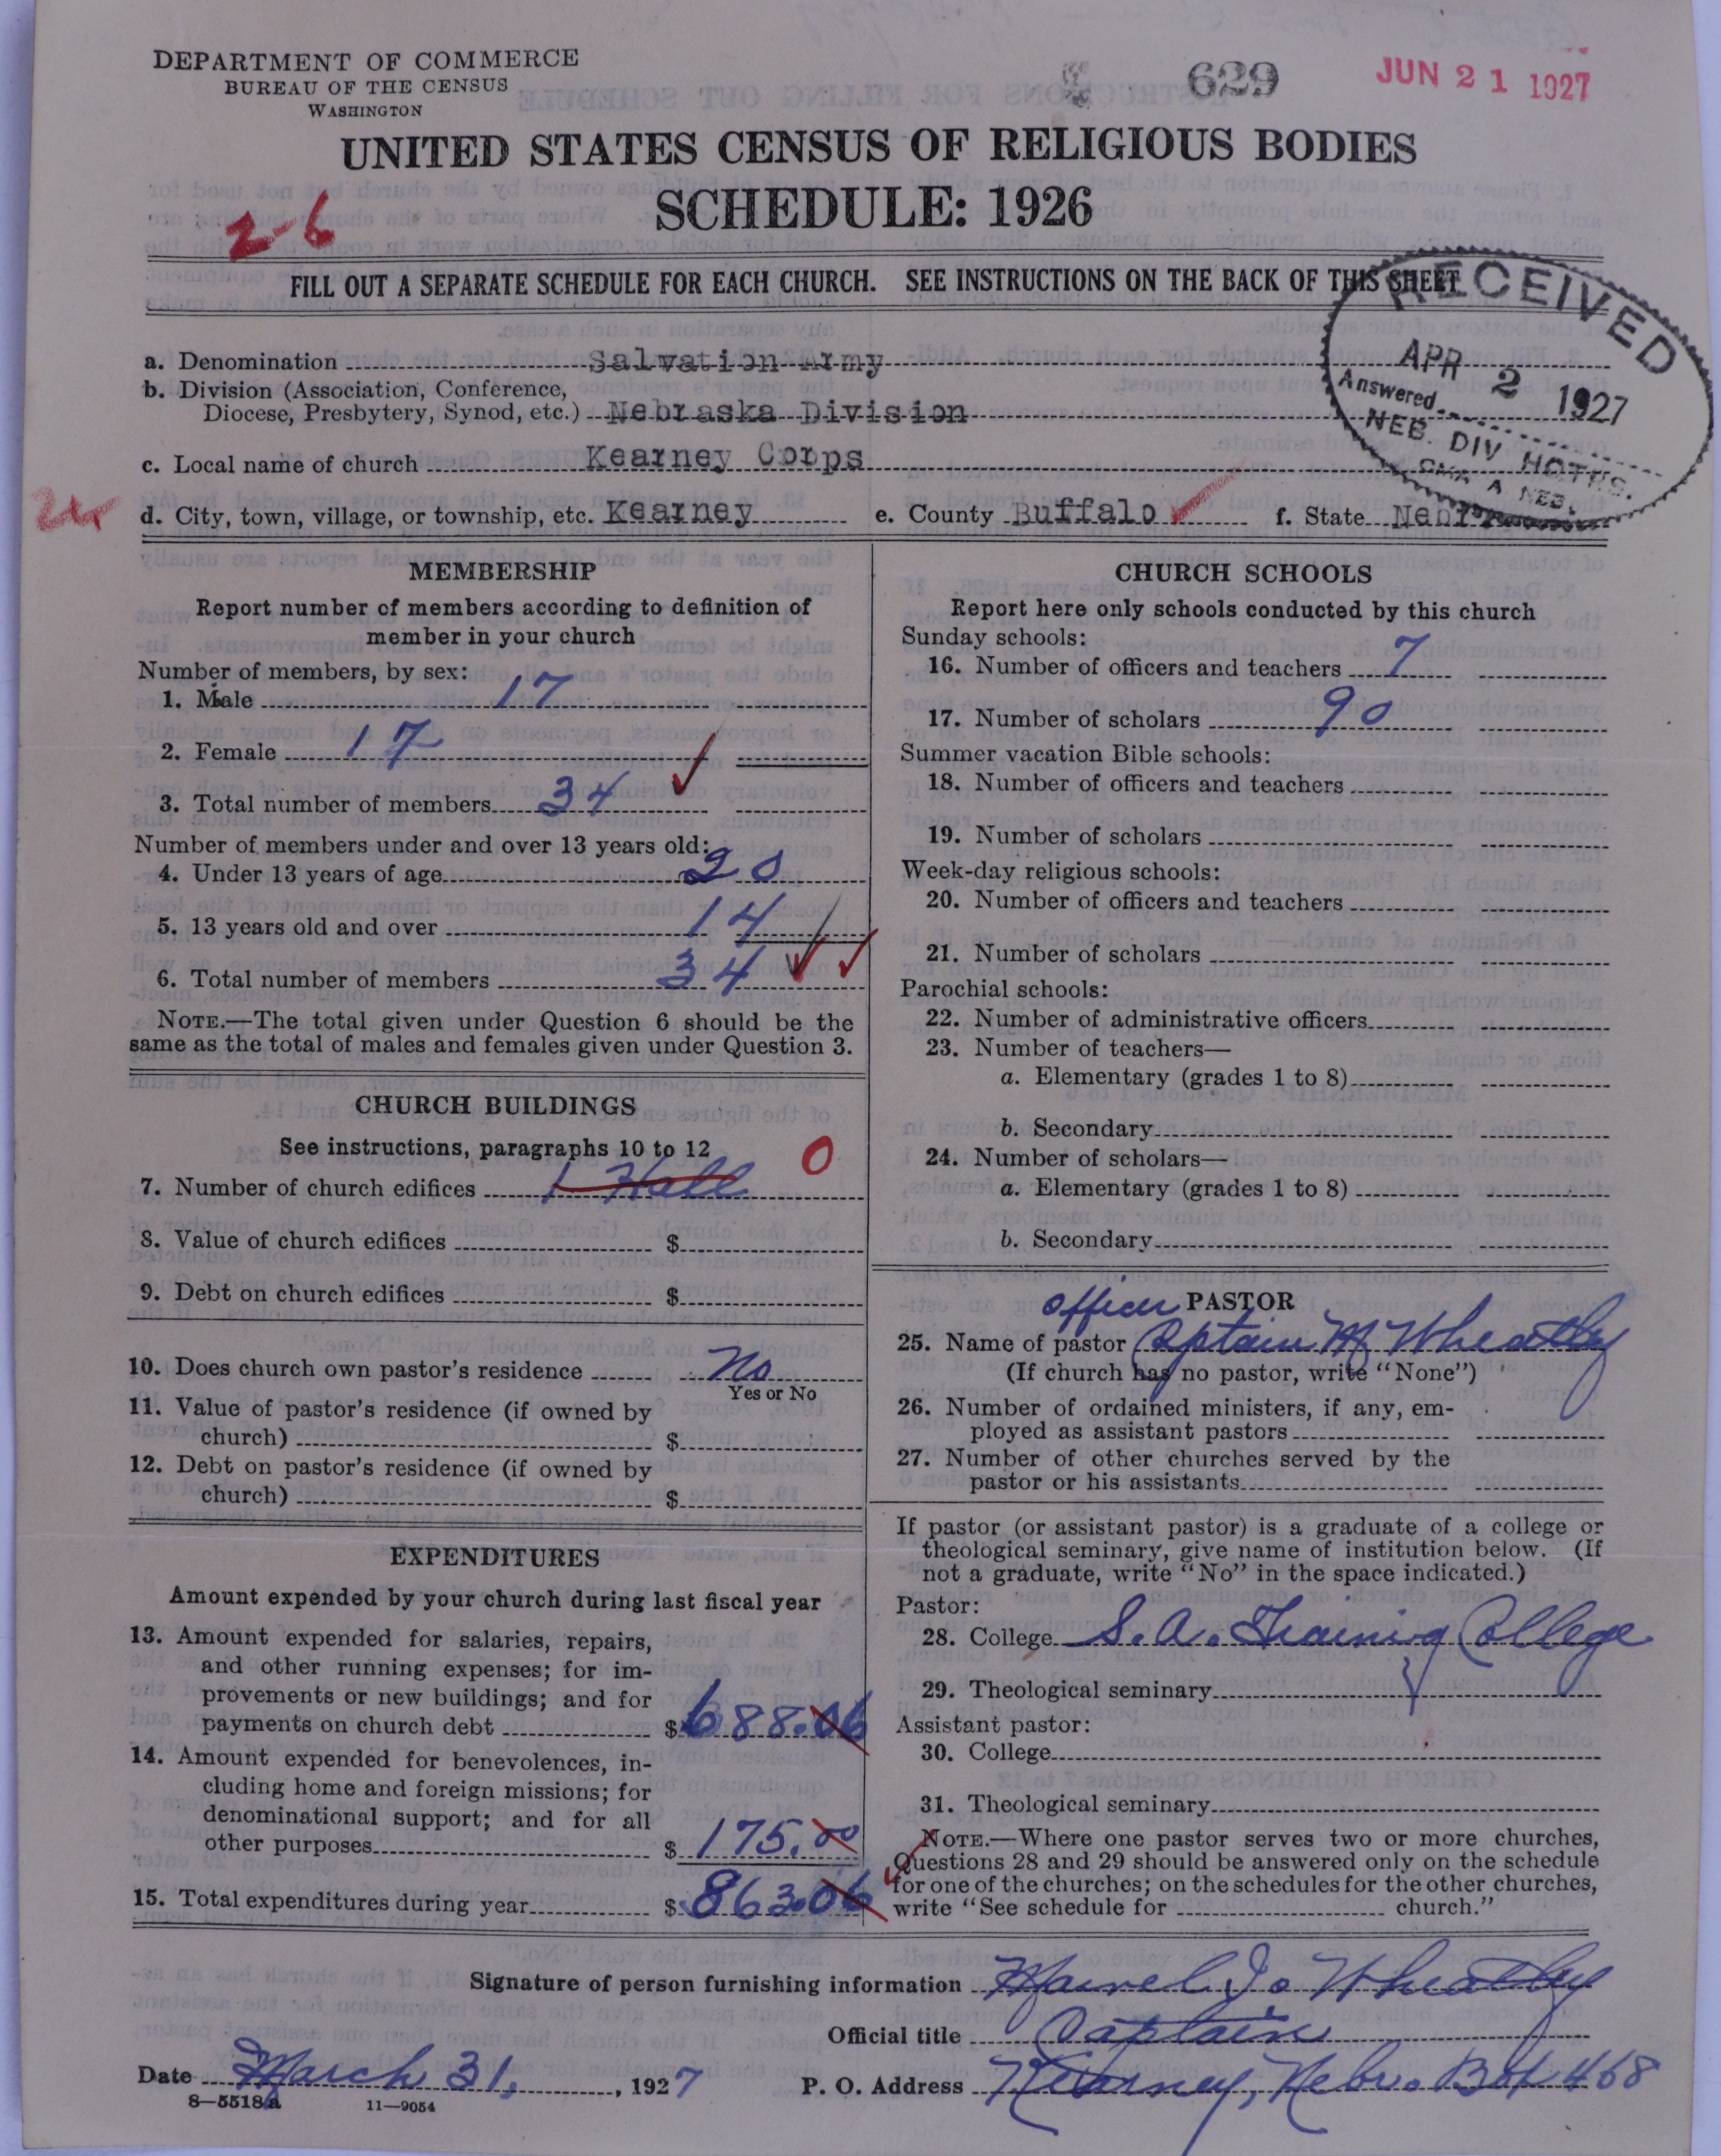 DEPARTMENT OF COMMERCE
BUREAU OF THE CENSUS
WASHINGTON
629
JUN 21 1927
UNITED STATES CENSUS OF RELIGIOUS BODIES
SCHEDULE: 1926
2-6
FILL OUT A SEPARATE SCHEDULE FOR EACH CHURCH. SEE INSTRUCTIONS ON THE BACK OF THIS SHEET
RECEIVED
APR 2 1927
Answered
NEB. DIV HQTRS.
OMA A NEB.
a. Denomination Salvation Army
b. Division (Association, Conference,
Diocese, Presbytery, Synod, etc.) Nebraska Division
c. Local name of church Kearney Corps
d. City, town, village, or township, etc. Kearney e. County Buffalo f. State Nebr
MEMBERSHIP
Report number of members according to definition of
member in your church
Number of members, by sex:
1. Male 17
2. Female 17
3. Total number of members 34
Number of members under and over 13 years old:
4. Under 13 years of age 20
5. 13 years old and over 14
6. Total number of members 34
NOTE.—The total given under Question 6 should be the
same as the total of males and females given under Question 3.
CHURCH BUILDINGS
See instructions, paragraphs 10 to 12 0
7. Number of church edifices 1 Hall
8. Value of church edifices $
9. Debt on church edifices $
10. Does church own pastor's residence No
Yes or No
11. Value of pastor's residence (if owned by
church) $
12. Debt on pastor's residence (if owned by
church) $
EXPENDITURES
Amount expended by your church during last fiscal year
13. Amount expended for salaries, repairs,
and other running expenses; for im-
provements or new buildings; and for
payments on church debt $688.06
14. Amount expended for benevolences, in-
cluding home and foreign missions; for
denominational support; and for all
other purposes $175.00
15. Total expenditures during year $863.06
CHURCH SCHOOLS
Report here only schools conducted by this church
Sunday schools:
16. Number of officers and teachers 7
17. Number of scholars 90
Summer vacation Bible schools:
18. Number of officers and teachers
19. Number of scholars
Week-day religious schools:
20. Number of officers and teachers
21. Number of scholars
Parochial schools:
22. Number of administrative officers
23. Number of teachers—
a. Elementary (grades 1 to 8)
b. Secondary
24. Number of scholars—
a. Elementary (grades 1 to 8)
b. Secondary
officer PASTOR
25. Name of pastor Captain M Wheatley
(If church has no pastor, write "None")
26. Number of ordained ministers, if any, em-
ployed as assistant pastors
27. Number of other churches served by the
pastor or his assistants
If pastor (or assistant pastor) is a graduate of a college or
theological seminary, give name of institution below. (If
not a graduate, write "No" in the space indicated.)
Pastor:
28. College S.A. Training College
29. Theological seminary
Assistant pastor:
30. College
31. Theological seminary
NOTE.—Where one pastor serves two or more churches,
Questions 28 and 29 should be answered only on the schedule
for one of the churches; on the schedules for the other churches,
write "See schedule for church."
Signature of person furnishing information J. Wheatley
Official title Captain
Date March 31, 1927 P. O. Address Kearney, Nebr. Box 468
8—5518a 11—9054